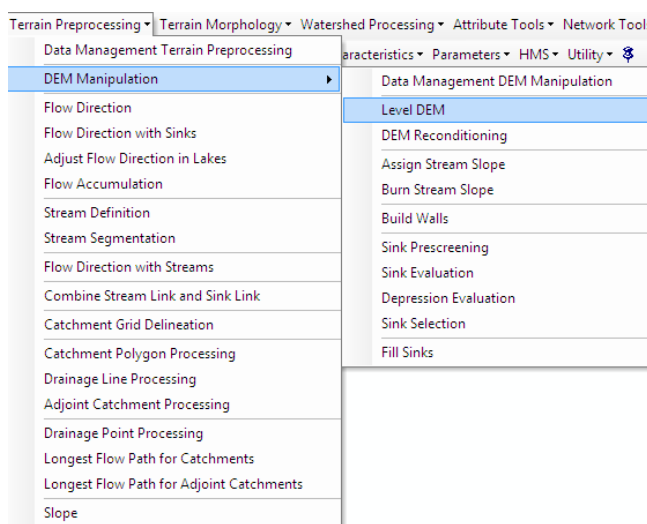 Terrain Preprocessing Terrain Morphology Watershed Processing Attribute Tools Network Tool
aracteristics Parameters HMS Utility
Data Management Terrain Preprocessing
DEM Manipulation
Flow Direction
Flow Direction with Sinks
Adjust Flow Direction in Lakes
Flow Accumulation
Stream Definition
Stream Segmentation
Flow Direction with Streams
Combine Stream Link and Sink Link
Catchment Grid Delineation
Catchment Polygon Processing
Drainage Line Processing
Adjoint Catchment Processing
Drainage Point Processing
Longest Flow Path for Catchments
Longest Flow Path for Adjoint Catchments
Slope
Data Management DEM Manipulation
Level DEM
DEM Reconditioning
Assign Stream Slope
Burn Stream Slope
Build Walls
Sink Prescreening
Sink Evaluation
Depression Evaluation
Sink Selection
Fill Sinks